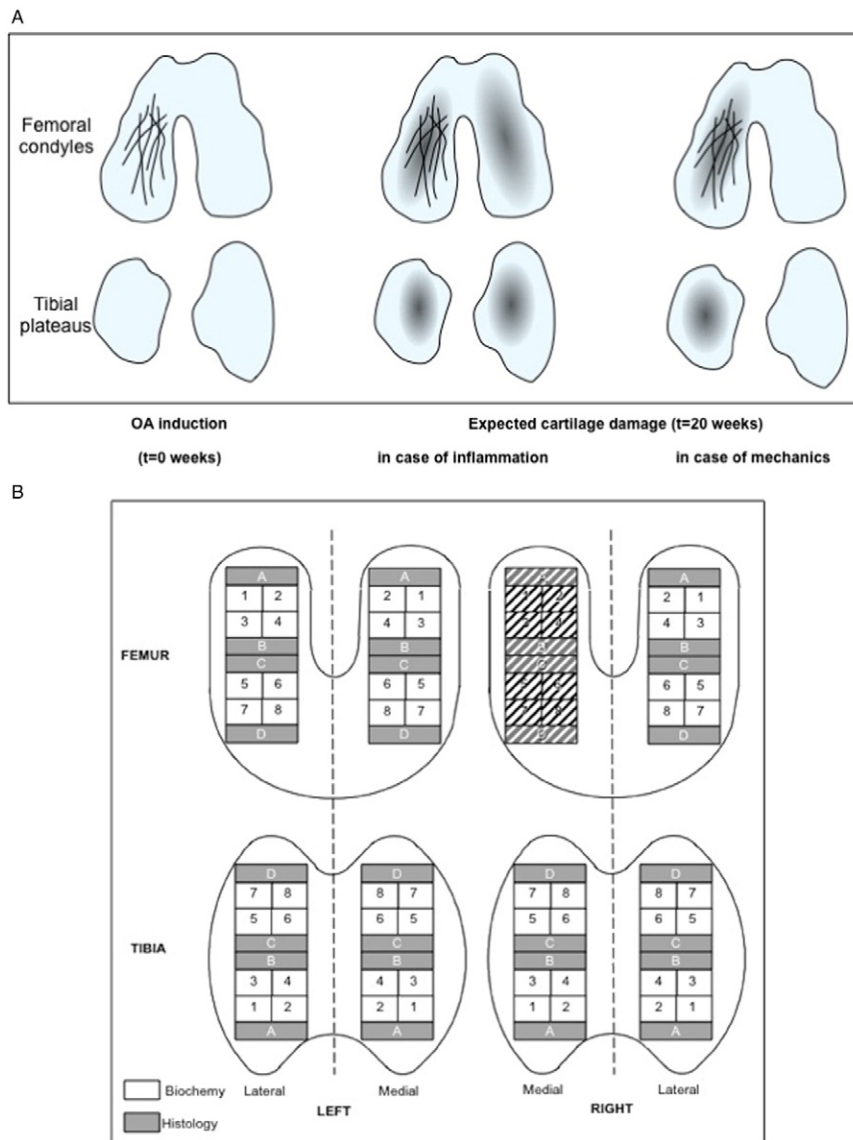 A
Femoral
condyles
Tibial
plateaus
OA induction
(t=0 weeks)
Expected cartilage damage (t=20 weeks)
in case of inflammation
in case of mechanics
B
A A A A
1 2 2 1 1 2 2 1
3 4 4 3 4 3
FEMUR
B B B B
C C C C
5 6 6 5 6 5
7 8 8 7 8 7
D D D D
D D D D
7 8 8 7 7 8 8 7
5 6 6 5 5 6 6 5
TIBIA
C C C C
B B B B
3 4 4 3 3 4 4 3
1 2 2 1 1 2 2 1
A A A A
Biochemy
Histology
Lateral Medial Medial Lateral
LEFT RIGHT